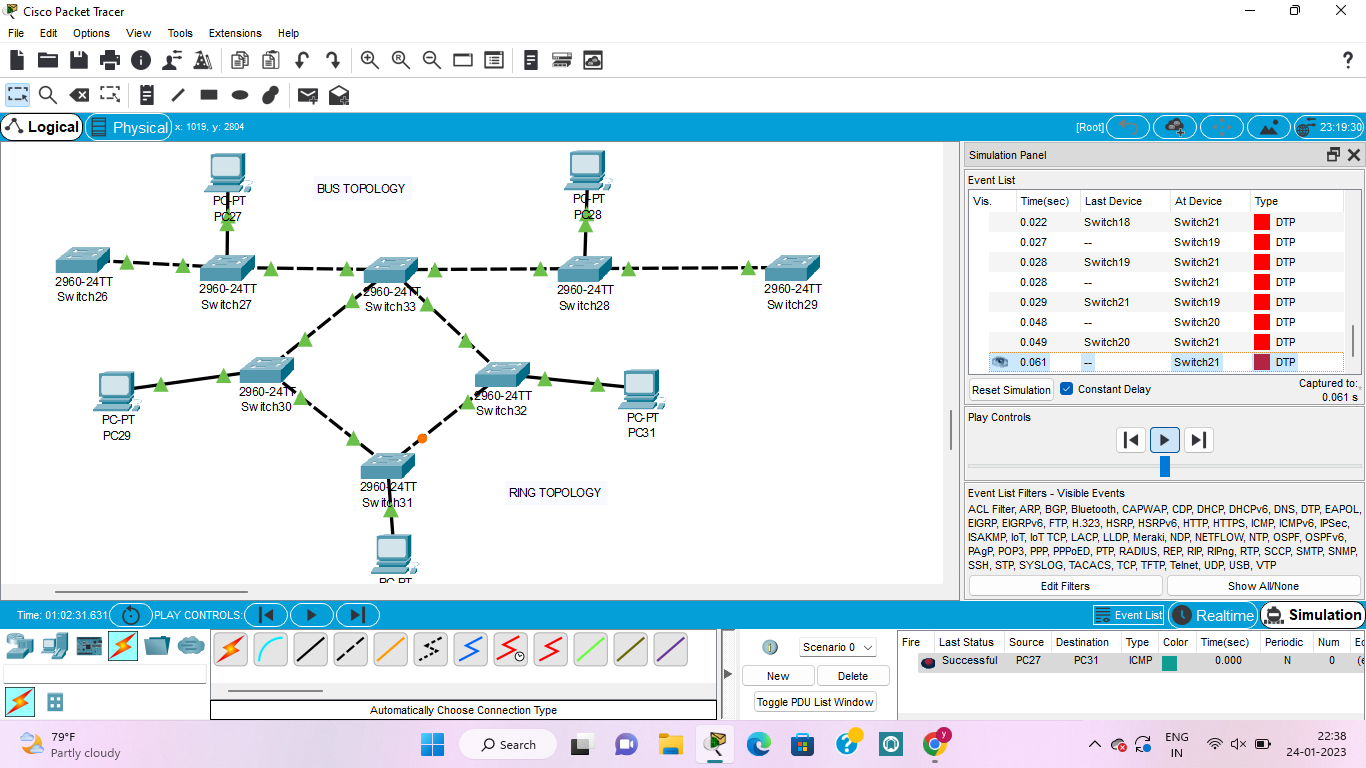 Cisco Packet Tracer
File Edit Options View Tools Extensions Help
Logical Physical x: 1019, y: 2804 [Root] 23:19:30
BUS TOPOLOGY
PC-PT
PC27
PC-PT
PC28
2960-24TT
Switch26
2960-24TT
Switch27
2960-24TT
Switch33
2960-24TT
Switch28
2960-24TT
Switch29
PC-PT
PC29
2960-24TT
Switch30
2960-24TT
Switch32
PC-PT
PC31
2960-24TT
Switch31
RING TOPOLOGY
PC-PT
Simulation Panel
Event List
Vis. Time(sec) Last Device At Device Type
0.022 Switch18 Switch21 DTP
0.027 -- Switch19 DTP
0.028 Switch19 Switch21 DTP
0.028 -- Switch21 DTP
0.029 Switch21 Switch19 DTP
0.048 -- Switch20 DTP
0.049 Switch20 Switch21 DTP
0.061 -- Switch21 DTP
Reset Simulation Constant Delay Captured to:
0.061 s
Play Controls
Event List Filters - Visible Events
ACL Filter, ARP, BGP, Bluetooth, CAPWAP, CDP, DHCP, DHCPv6, DNS, DTP, EAPOL,
EIGRP, EIGRPv6, FTP, H.323, HSRP, HSRPv6, HTTP, HTTPS, ICMP, ICMPv6, IPSec,
ISAKMP, IoT, IoT TCP, LACP, LLDP, Meraki, NDP, NETFLOW, NTP, OSPF, OSPFv6,
PAgP, POP3, PPP, PPPoED, PTP, RADIUS, REP, RIP, RIPng, RTP, SCCP, SMTP, SNMP,
SSH, STP, SYSLOG, TACACS, TCP, TFTP, Telnet, UDP, USB, VTP
Edit Filters Show All/None
Time: 01:02:31.631 PLAY CONTROLS: Event List Realtime Simulation
Automatically Choose Connection Type
Scenario 0
New Delete
Toggle PDU List Window
Fire Last Status Source Destination Type Color Time(sec) Periodic Num
Successful PC27 PC31 ICMP 0.000 N 0
79°F
Partly cloudy
Search
ENG
IN
22:38
24-01-2023